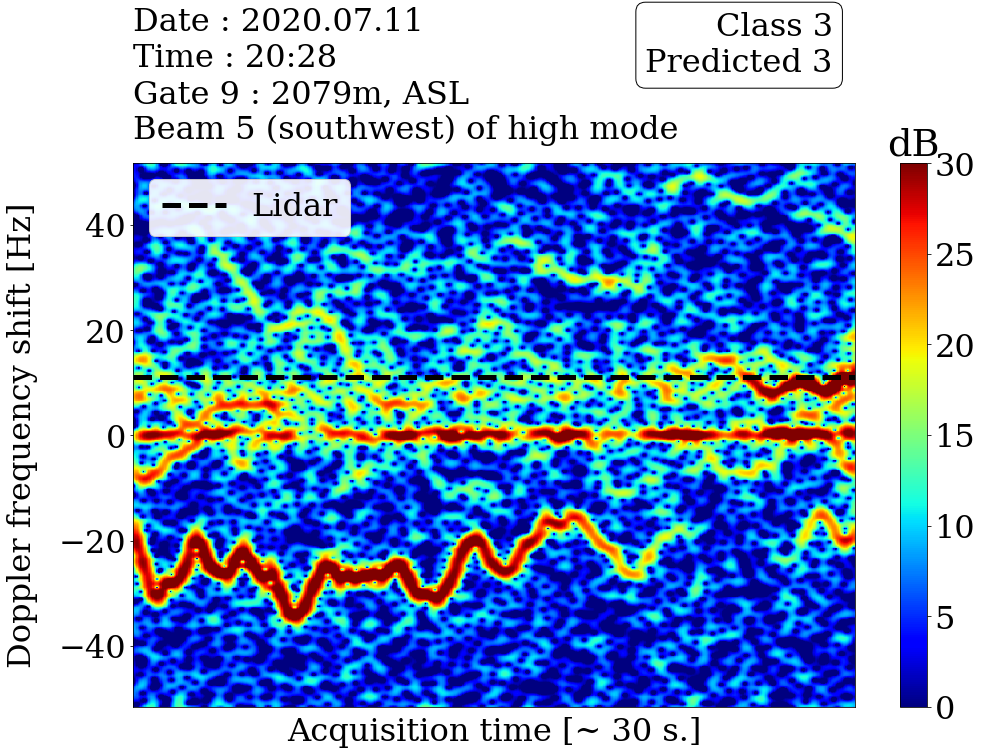 Date : 2020.07.11
Time : 20:28
Gate 9 : 2079m, ASL
Beam 5 (southwest) of high mode
Class 3
Predicted 3
dB
30
25
20
15
10
5
0
Lidar
40
20
0
−20
−40
Doppler frequency shift [Hz]
Acquisition time [~ 30 s.]